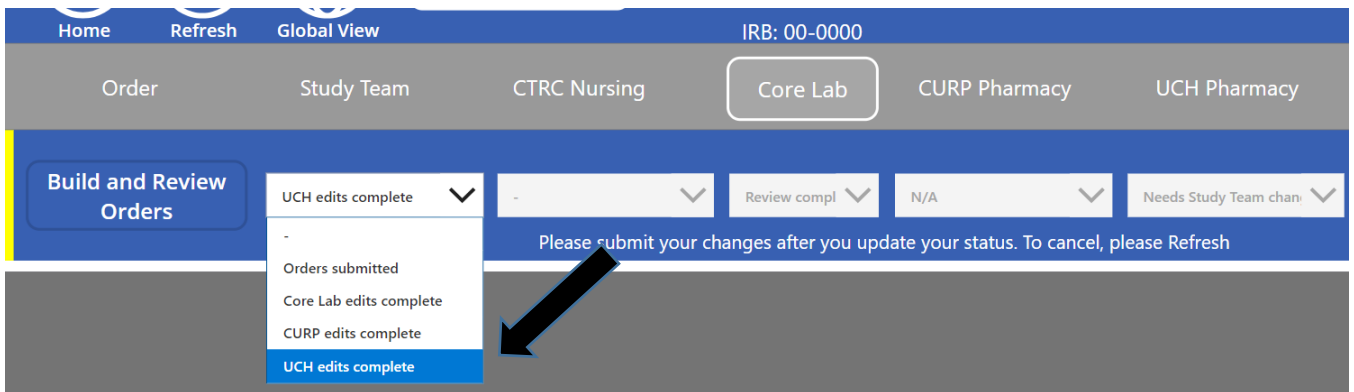 Home Refresh Global View IRB: 00-0000
Order Study Team CTRC Nursing Core Lab CURP Pharmacy UCH Pharmacy
Build and Review
Orders
UCH edits complete - Review compl N/A Needs Study Team chan
-
Orders submitted
Core Lab edits complete
CURP edits complete
UCH edits complete
Please submit your changes after you update your status. To cancel, please Refresh